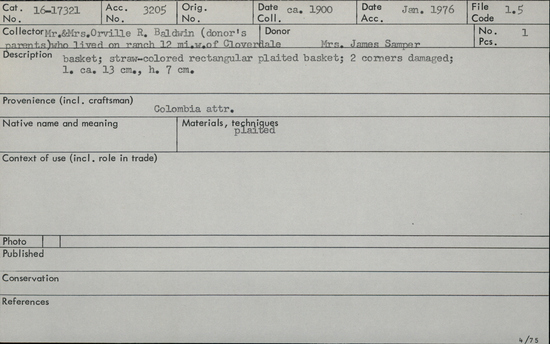 Cat. No. 16-17321 Acc. No. 3205 Orig. No. Date Coll. ca. 1900 Date Acc. Jan. 1976 File Code 1.5
Collector Mr.&Mrs.Orville R. Baldwin (donor's Donor No. Pcs. 1
parents)who lived on ranch 12 mi.w.of Cloverdale Mrs. James Samper
Description basket; straw-colored rectangular plaited basket; 2 corners damaged;
l. ca. 13 cm., h. 7 cm.
Provenience (incl. craftsman) Colombia attr.
Native name and meaning Materials, techniques
plaited
Context of use (incl. role in trade)
Photo
Published
Conservation
References
4/75